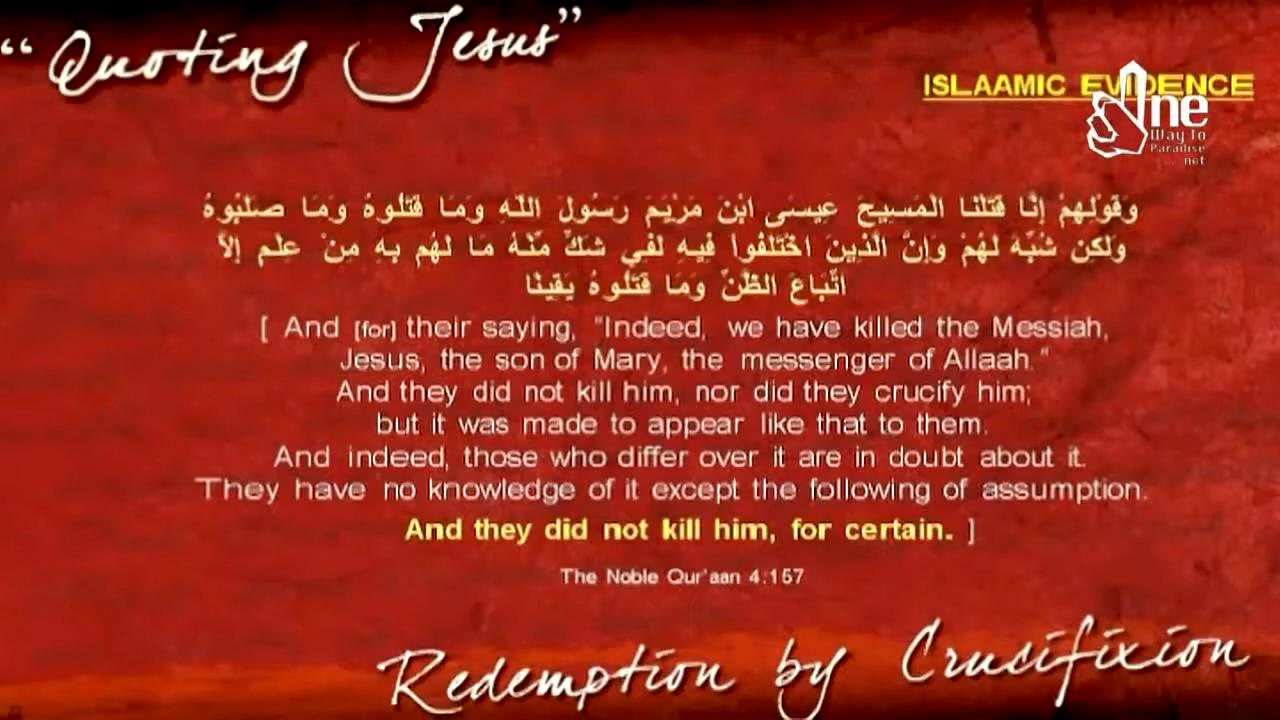 “Quoting Jesus”
ISLAAMIC EVIDENCE
One
Way To
Paradise
.net
وَقَوْلِهِمْ إِنَّا قَتَلْنَا الْمَسِيحَ عِيسَى ابْنَ مَرْيَمَ رَسُولَ اللّهِ وَمَا قَتَلُوهُ وَمَا صَلَبُوهُ
وَلَكِن شُبِّهَ لَهُمْ وَإِنَّ الَّذِينَ اخْتَلَفُواْ فِيهِ لَفِي شَكٍّ مِّنْهُ مَا لَهُم بِهِ مِنْ عِلْمٍ إِلاَّ
اتِّبَاعَ الظَّنِّ وَمَا قَتَلُوهُ يَقِينًا
[ And [for] their saying, "Indeed, we have killed the Messiah,
Jesus, the son of Mary, the messenger of Allaah."
And they did not kill him, nor did they crucify him;
but it was made to appear like that to them.
And indeed, those who differ over it are in doubt about it.
They have no knowledge of it except the following of assumption.
And they did not kill him, for certain. ]
The Noble Qur'aan 4:157
Redemption by Crucifixion